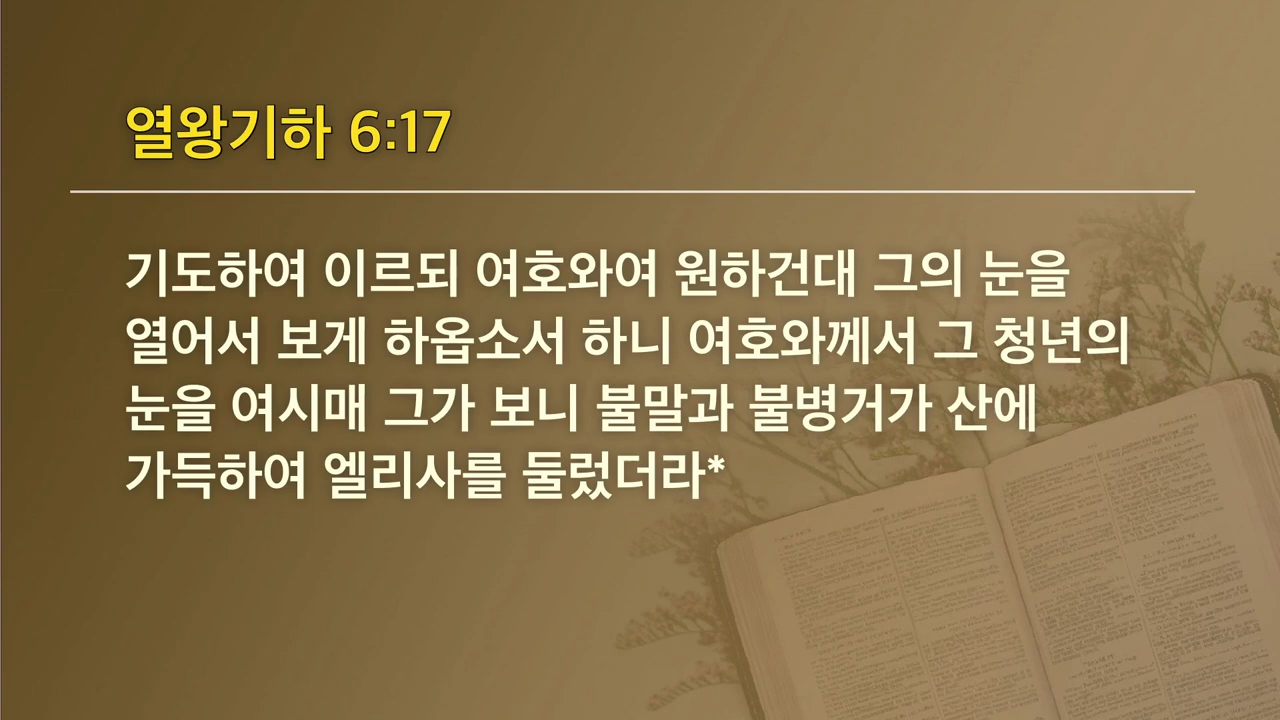 열왕기하 6:17
기도하여 이르되 여호와여 원하건대 그의 눈을
열어서 보게 하옵소서 하니 여호와께서 그 청년의
눈을 여시매 그가 보니 불말과 불병거가 산에
가득하여 엘리사를 둘렀더라*